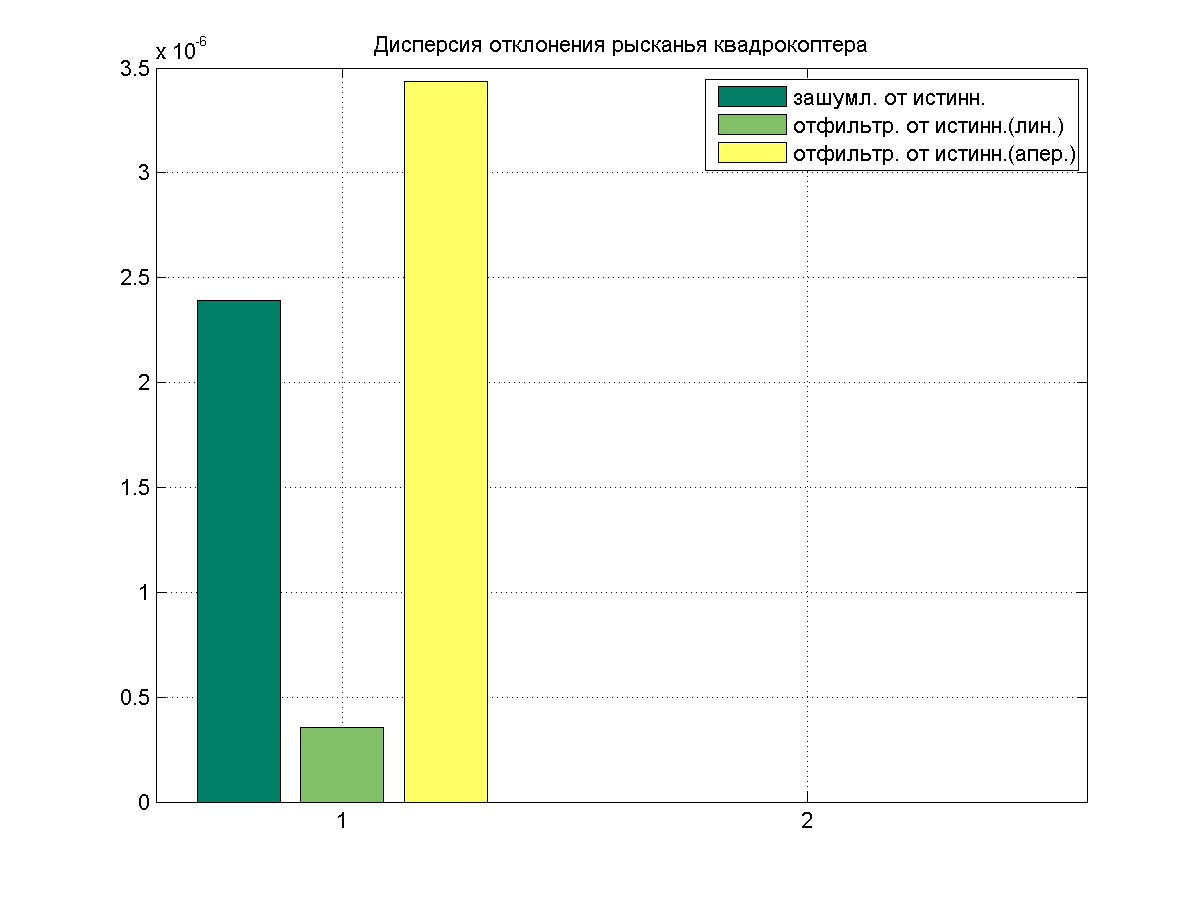 Дисперсия отклонения рысканья квадрокоптера
x 10^-6
3.5
3
2.5
2
1.5
1
0.5
0
1
2
зашумл. от истинн.
отфильтр. от истинн.(лин.)
отфильтр. от истинн.(апер.)